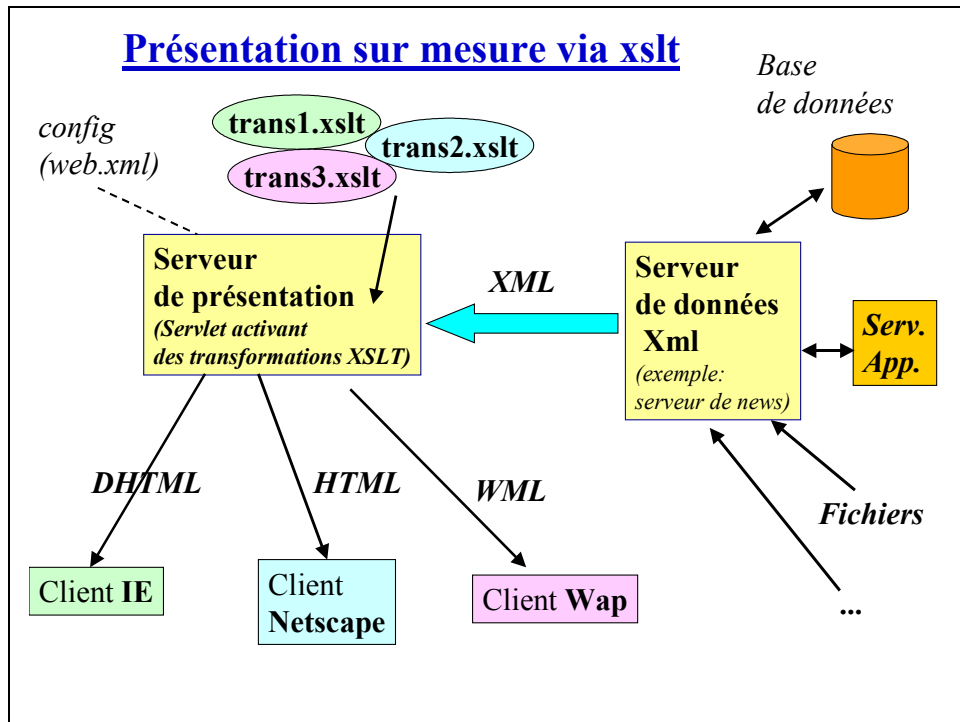 Présentation sur mesure via xslt
Base
de données
config
(web.xml)
trans1.xslt
trans2.xslt
trans3.xslt
Serveur
de présentation
(Servlet activant
des transformations XSLT)
XML
Serveur
de données
Xml
(exemple:
serveur de news)
Serv.
App.
DHTML
HTML
WML
Fichiers
...
Client IE
Client
Netscape
Client Wap